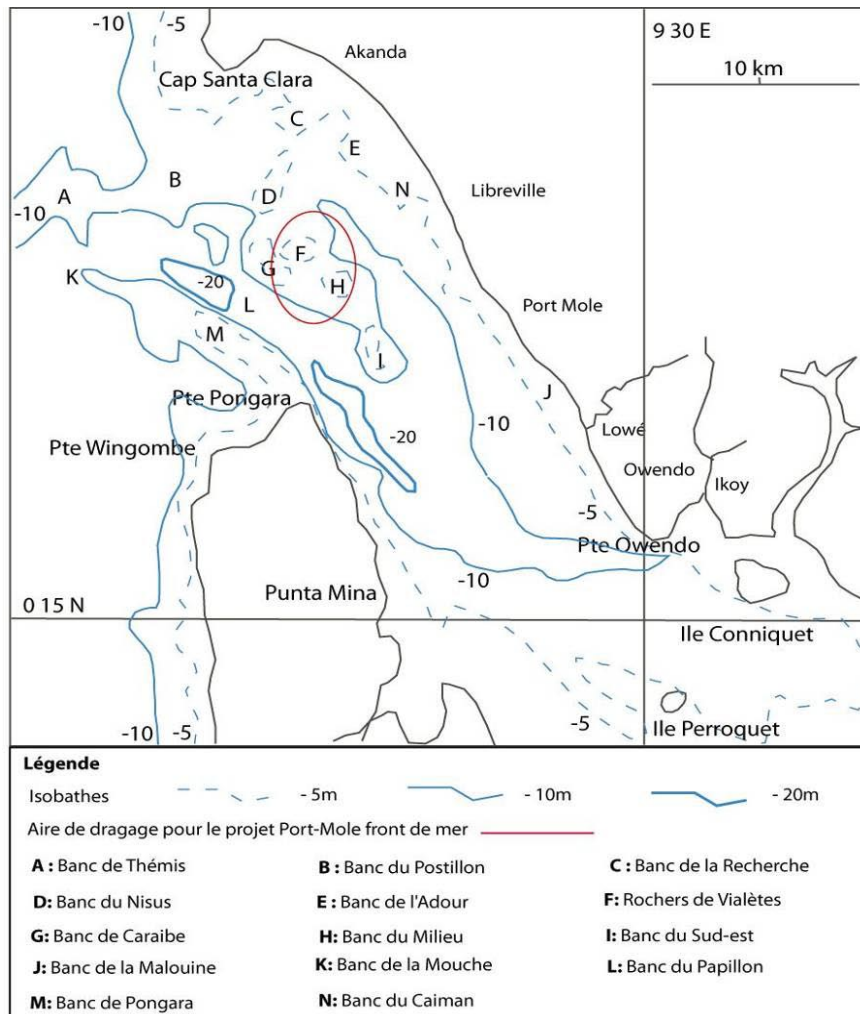 -10 -5 9 30 E
Akanda
10 km
Cap Santa Clara
C
E
B
N Libreville
A
D
-10
F
G
K -20 H
L
Port Mole
M
I
J
Pte Pongara
-10
-20 Lowé
Pte Wingombe
Owendo
Ikoy
-5
Pte Owendo
-10
Punta Mina
0 15 N
Ile Conniquet
-5
Ile Perroquet
-10 -5
Légende
Isobathes - 5m - 10m - 20m
Aire de dragage pour le projet Port-Mole front de mer
A : Banc de Thémis B : Banc du Postillon C : Banc de la Recherche
D: Banc du Nisus E : Banc de l'Adour F: Rochers de Vialètes
G: Banc de Caraibe H: Banc du Milieu I: Banc du Sud-est
J: Banc de la Malouine K: Banc de la Mouche L: Banc du Papillon
M: Banc de Pongara N: Banc du Caiman